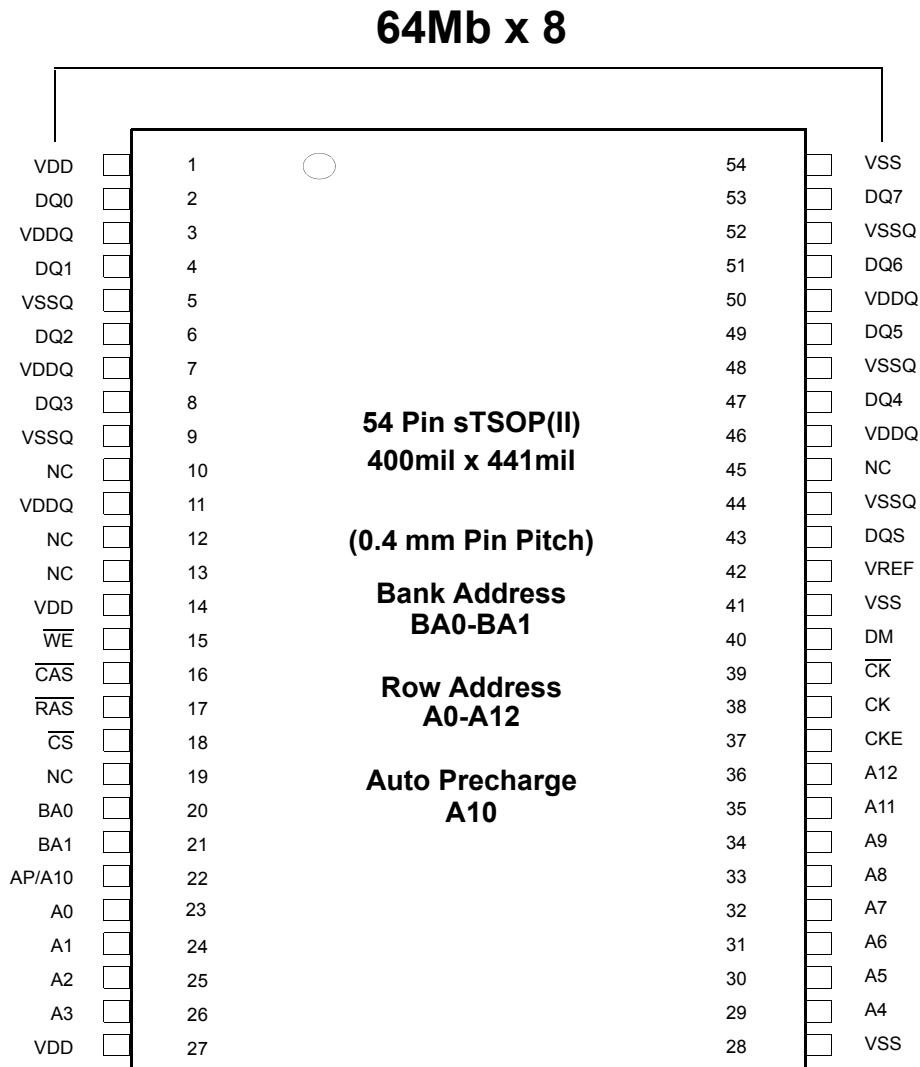 64Mb x 8
VDD 1 54 VSS
DQ0 2 53 DQ7
VDDQ 3 52 VSSQ
DQ1 4 51 DQ6
VSSQ 5 50 VDDQ
DQ2 6 49 DQ5
VDDQ 7 48 VSSQ
DQ3 8 47 DQ4
VSSQ 9 46 VDDQ
NC 10 45 NC
VDDQ 11 44 VSSQ
NC 12 43 DQS
NC 13 42 VREF
VDD 14 41 VSS
W̅E̅ 15 40 DM
C̅A̅S̅ 16 39 C̅K̅
R̅A̅S̅ 17 38 CK
C̅S̅ 18 37 CKE
NC 19 36 A12
BA0 20 35 A11
BA1 21 34 A9
AP/A10 22 33 A8
A0 23 32 A7
A1 24 31 A6
A2 25 30 A5
A3 26 29 A4
VDD 27 28 VSS
54 Pin sTSOP(II)
400mil x 441mil
(0.4 mm Pin Pitch)
Bank Address
BA0-BA1
Row Address
A0-A12
Auto Precharge
A10